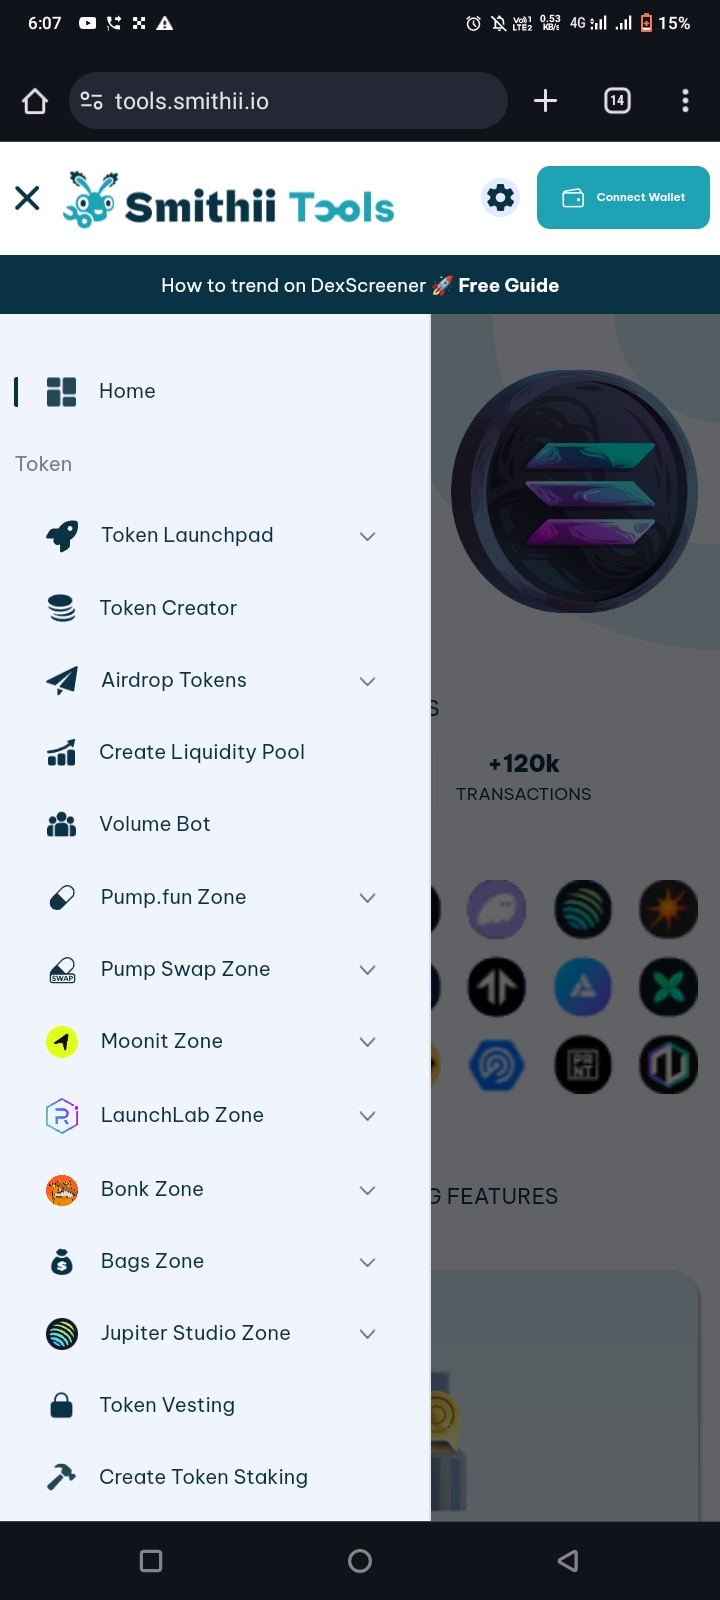 6:07
Vo)) 1
LTE2
0.53
KB/s
4G
15%
tools.smithii.io
14
Smithii Tools
Connect Wallet
How to trend on DexScreener 🚀 Free Guide
Home
Token
Token Launchpad
Token Creator
Airdrop Tokens
Create Liquidity Pool
S
+120k
TRANSACTIONS
Volume Bot
Pump.fun Zone
SWAP
Pump Swap Zone
Moonit Zone
LaunchLab Zone
Bonk Zone
G FEATURES
Bags Zone
Jupiter Studio Zone
Token Vesting
Create Token Staking